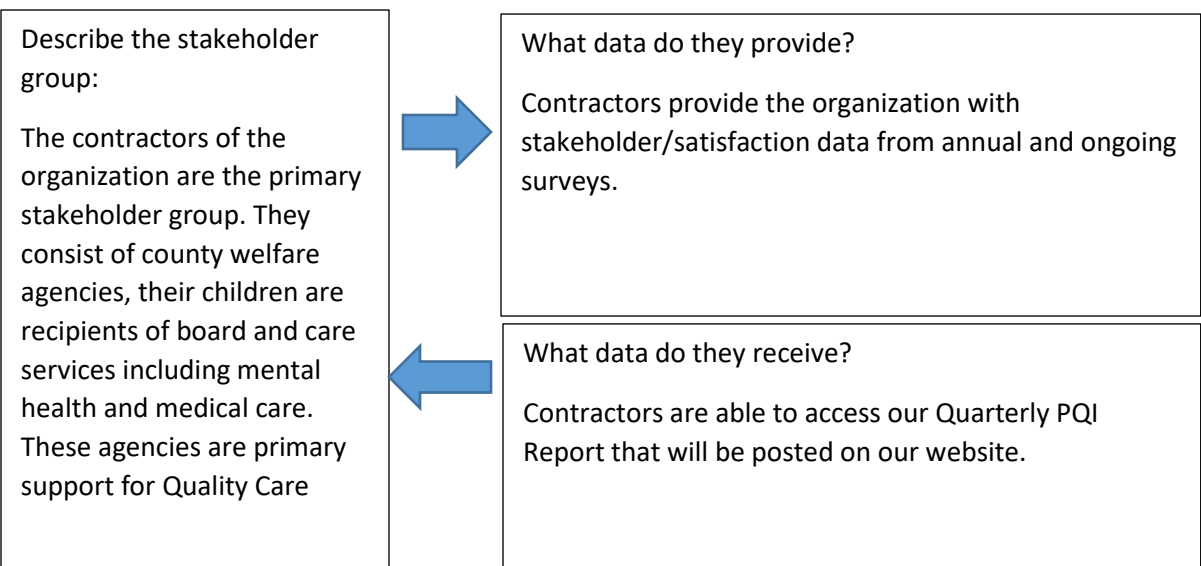 Describe the stakeholder
group:
The contractors of the
organization are the primary
stakeholder group. They
consist of county welfare
agencies, their children are
recipients of board and care
services including mental
health and medical care.
These agencies are primary
support for Quality Care
What data do they provide?
Contractors provide the organization with
stakeholder/satisfaction data from annual and ongoing
surveys.
What data do they receive?
Contractors are able to access our Quarterly PQI
Report that will be posted on our website.